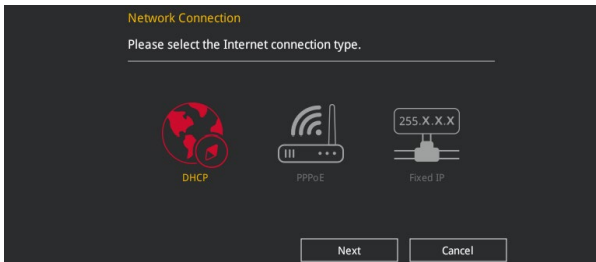 Network Connection
Please select the Internet connection type.
255.X.X.X
DHCP
PPPoE
Fixed IP
Next
Cancel